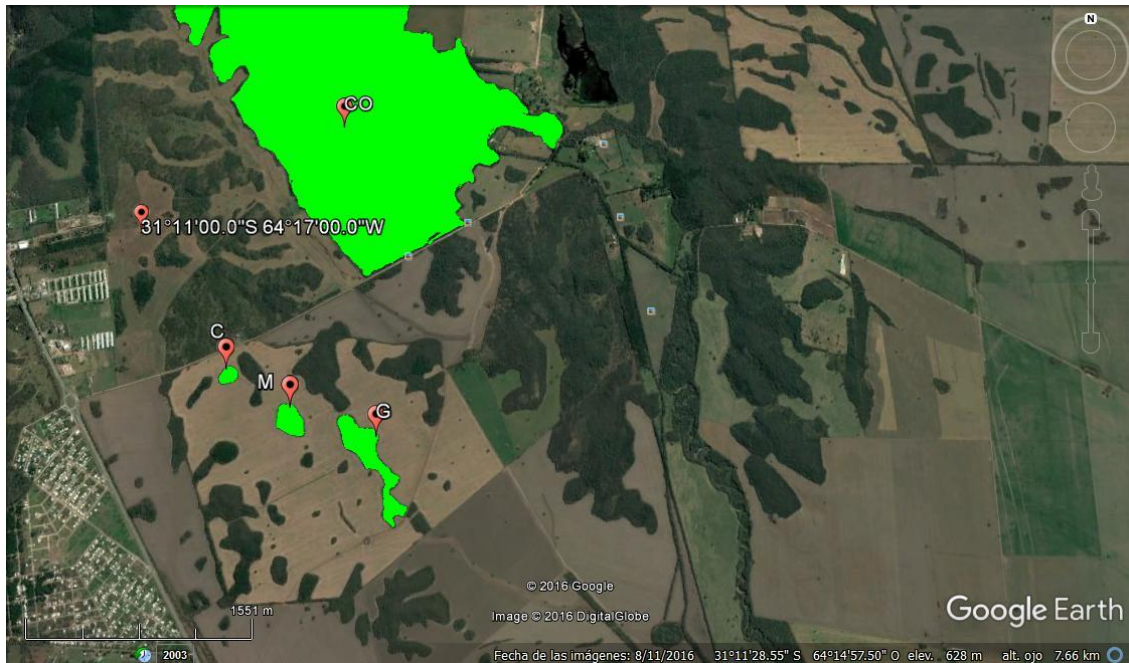 N
CO
31°11'00.0"S 64°17'00.0"W
C
M
G
© 2016 Google
1551 m
Image © 2016 DigitalGlobe
Google Earth
2003
Fecha de las imágenes: 8/11/2016 31°11'28.55" S 64°14'57.50" O elev. 628 m alt. ojo 7.66 km